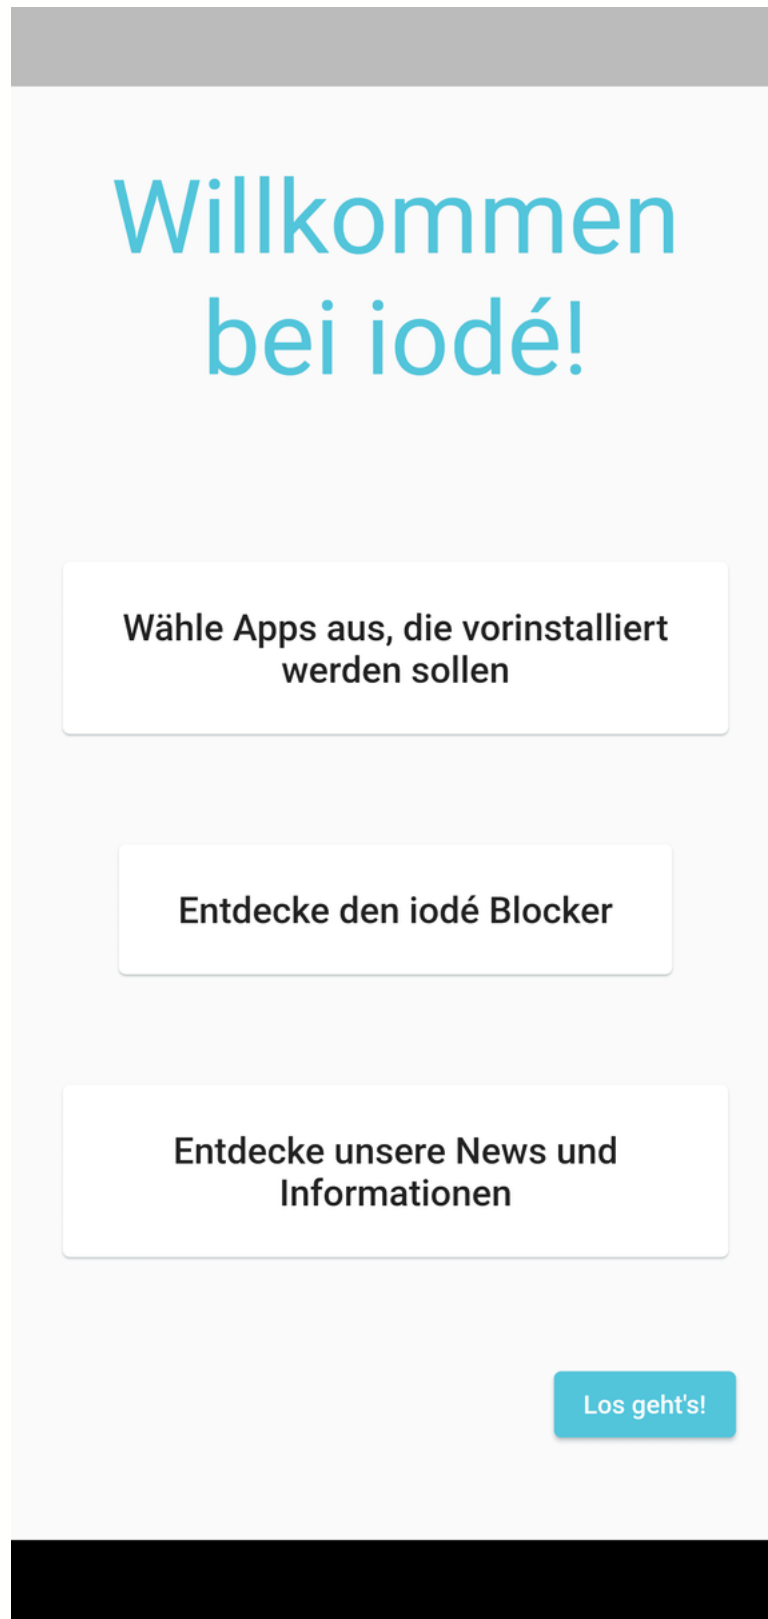 Willkommen
bei iodé!
Wähle Apps aus, die vorinstalliert
werden sollen
Entdecke den iodé Blocker
Entdecke unsere News und
Informationen
Los geht's!